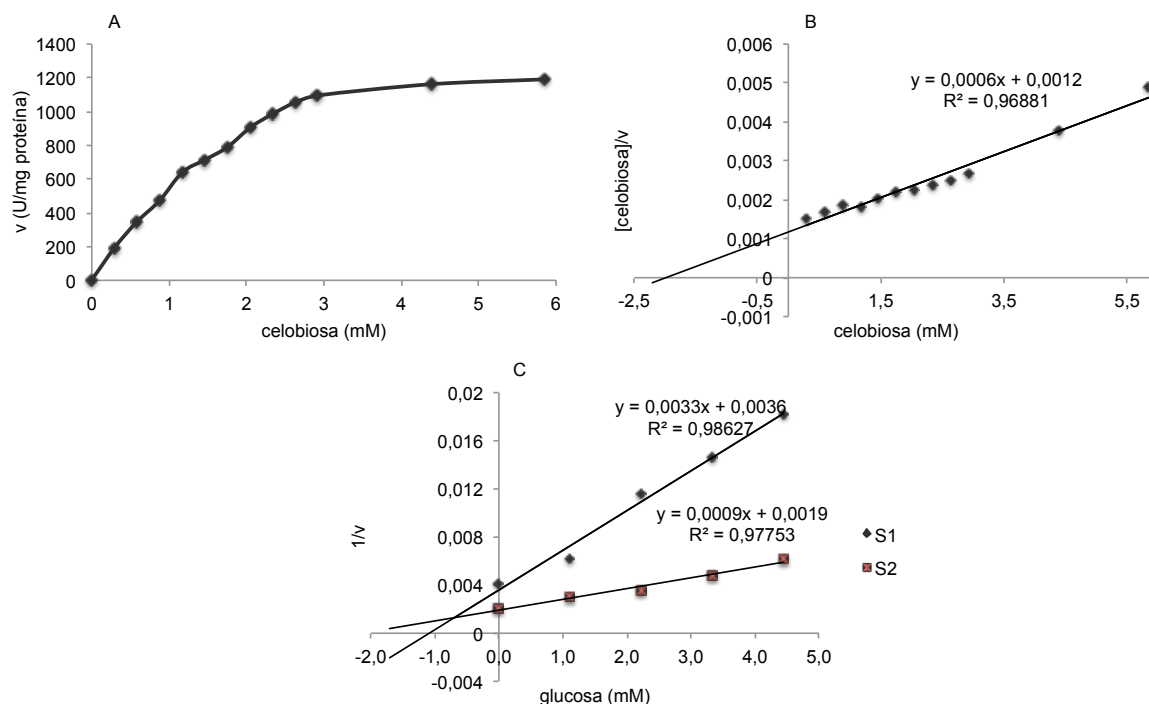 A
v (U/mg proteína)
1400
1200
1000
800
600
400
200
0
0 1 2 3 4 5 6
celobiosa (mM)
B
[celobiosa]/v
0,006
0,005
0,004
0,003
0,002
0,001
0
-0,001
y = 0,0006x + 0,0012
R² = 0,96881
-2,5 -0,5 1,5 3,5 5,5
celobiosa (mM)
C
1/v
0,02
0,016
0,012
0,008
0,004
0
-0,004
y = 0,0033x + 0,0036
R² = 0,98627
y = 0,0009x + 0,0019
R² = 0,97753
S1
S2
-2,0 -1,0 0,0 1,0 2,0 3,0 4,0 5,0
glucosa (mM)